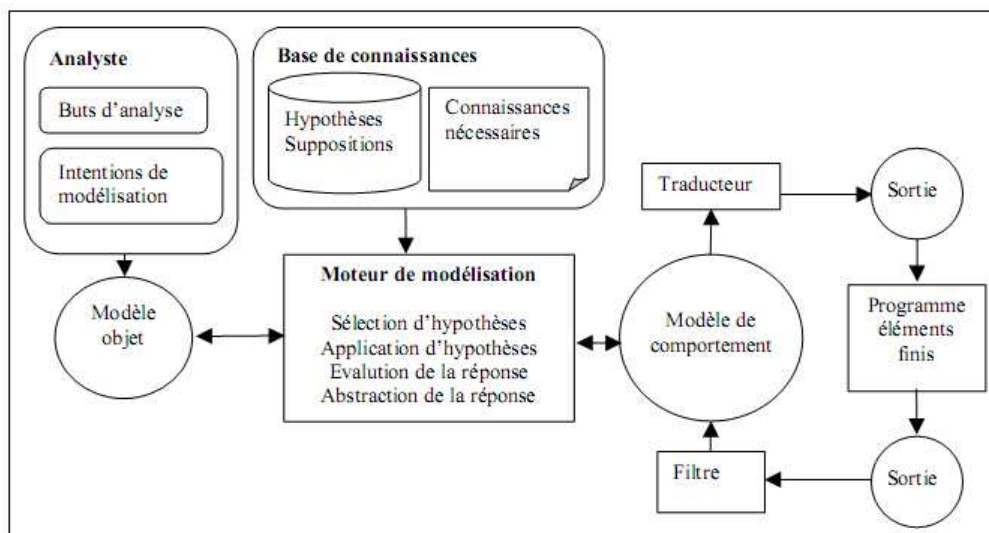 Analyste
Buts d'analyse
Intentions de
modélisation
Base de connaissances
Hypothèses
Suppositions
Connaissances
nécessaires
Modèle
objet
Moteur de modélisation
Sélection d'hypothèses
Application d'hypothèses
Evalution de la réponse
Abstraction de la réponse
Modèle de
comportement
Traducteur
Sortie
Programme
éléments
finis
Sortie
Filtre